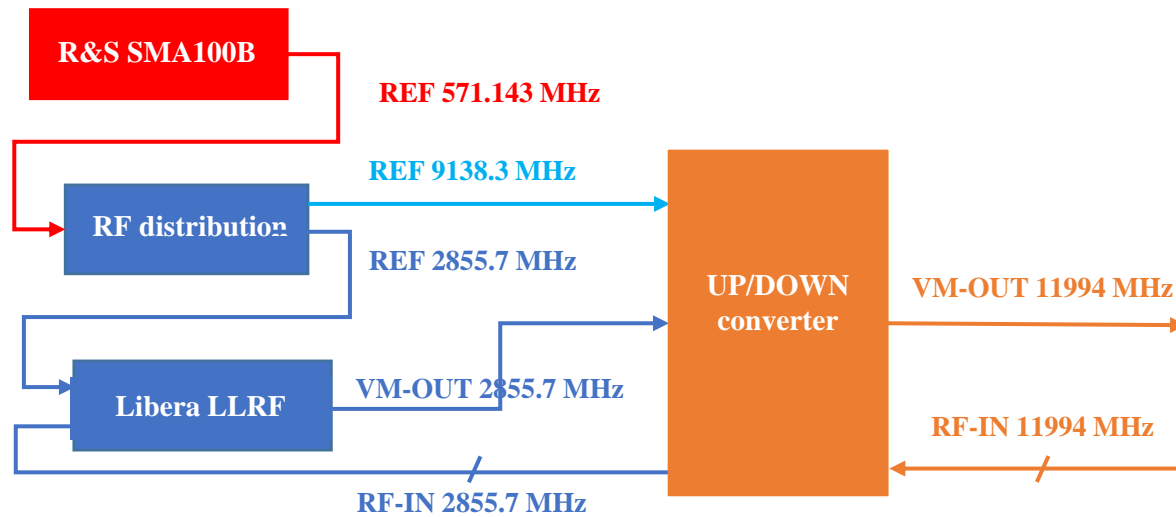 R&S SMA100B
REF 571.143 MHz
REF 9138.3 MHz
RF distribution
REF 2855.7 MHz
UP/DOWN
converter
VM-OUT 11994 MHz
Libera LLRF
VM-OUT 2855.7 MHz
RF-IN 11994 MHz
RF-IN 2855.7 MHz